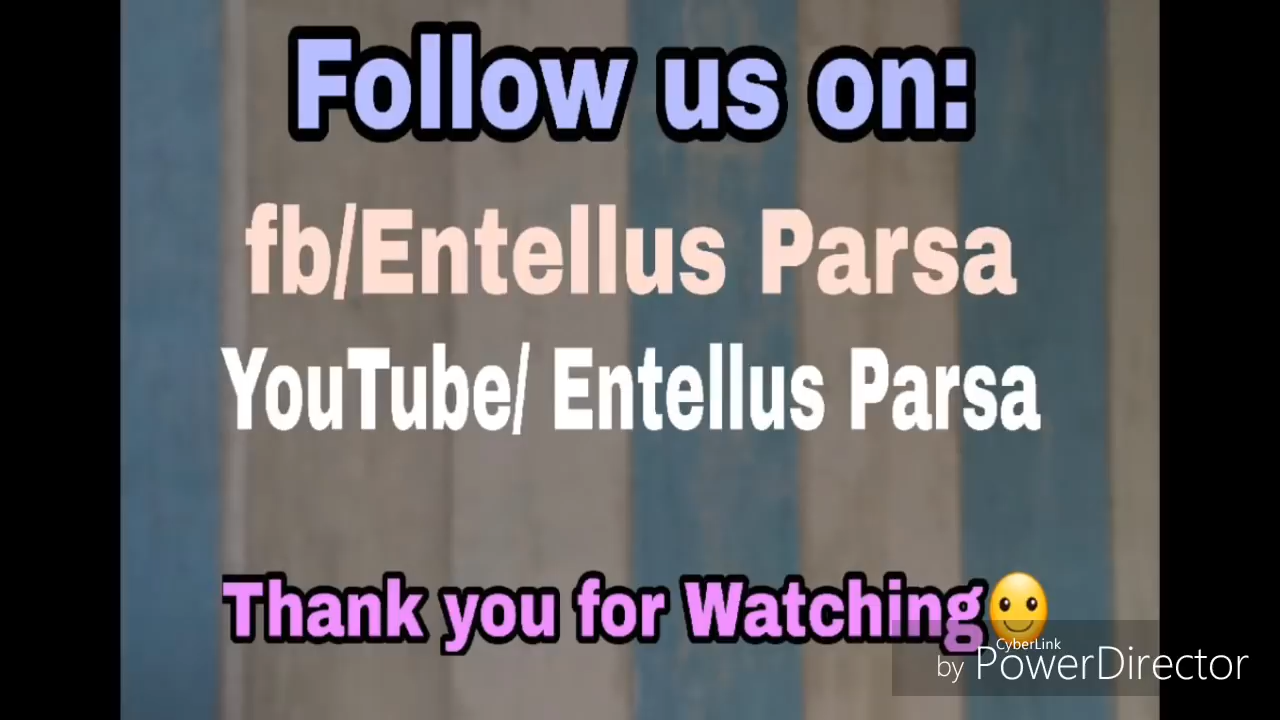 Follow us on:
fb/Entellus Parsa
YouTube/ Entellus Parsa
Thank you for Watching🙂
CyberLink
by PowerDirector